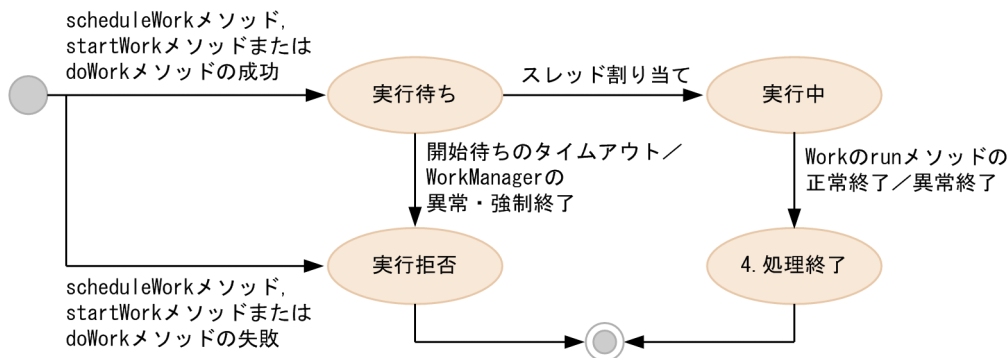 scheduleWorkメソッド,
startWorkメソッドまたは
doWorkメソッドの成功
実行待ち
スレッド割り当て
実行中
開始待ちのタイムアウト／
WorkManagerの
異常・強制終了
Workのrunメソッドの
正常終了／異常終了
実行拒否
4.処理終了
scheduleWorkメソッド,
startWorkメソッドまたは
doWorkメソッドの失敗